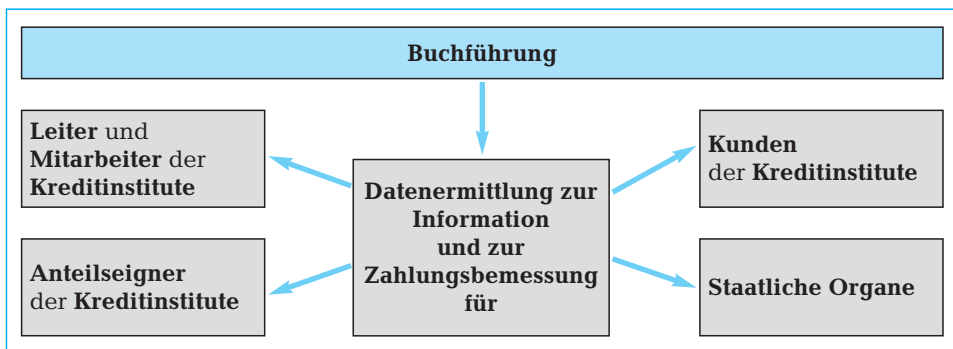 Buchführung
Leiter und
Mitarbeiter der
Kreditinstitute
Anteilseigner
der Kreditinstitute
Datenermittlung zur
Information
und zur
Zahlungsbemessung
für
Kunden
der Kreditinstitute
Staatliche Organe